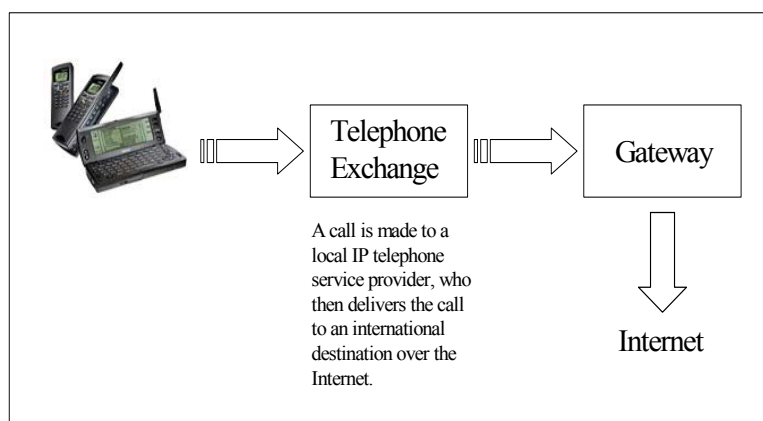 Telephone
Exchange
Gateway
A call is made to a
local IP telephone
service provider, who
then delivers the call
to an international
destination over the
Internet.
Internet